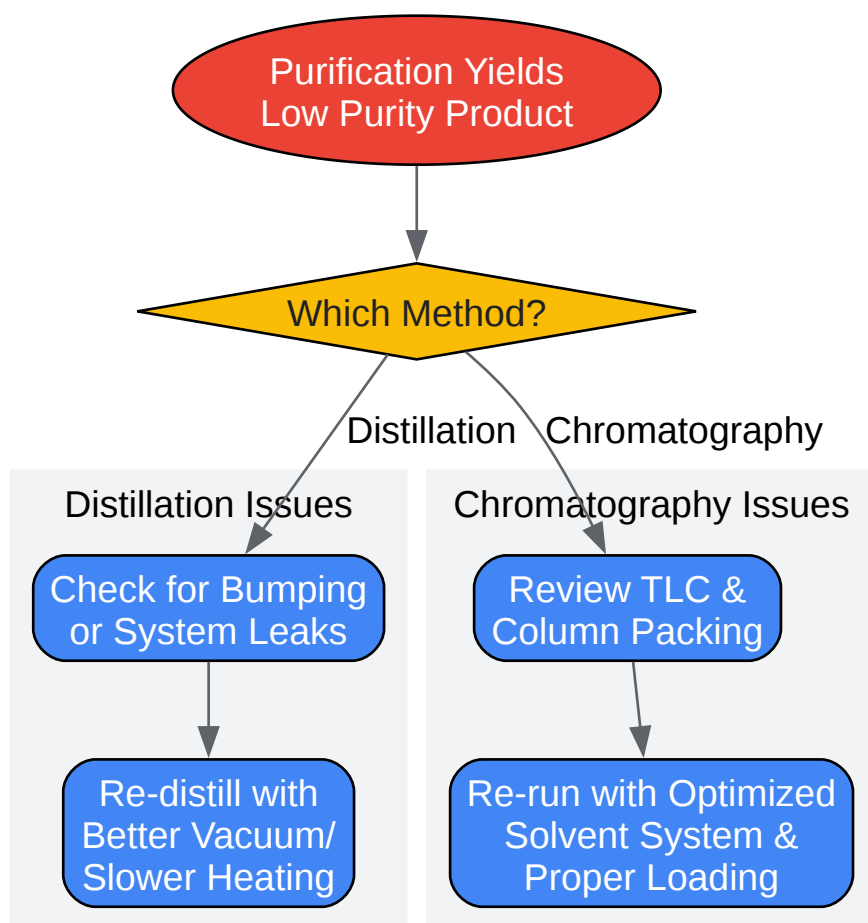 Purification Yields
Low Purity Product
Which Method?
Distillation
Chromatography
Distillation Issues
Chromatography Issues
Check for Bumping
or System Leaks
Review TLC &
Column Packing
Re-distill with
Better Vacuum/
Slower Heating
Re-run with Optimized
Solvent System &
Proper Loading